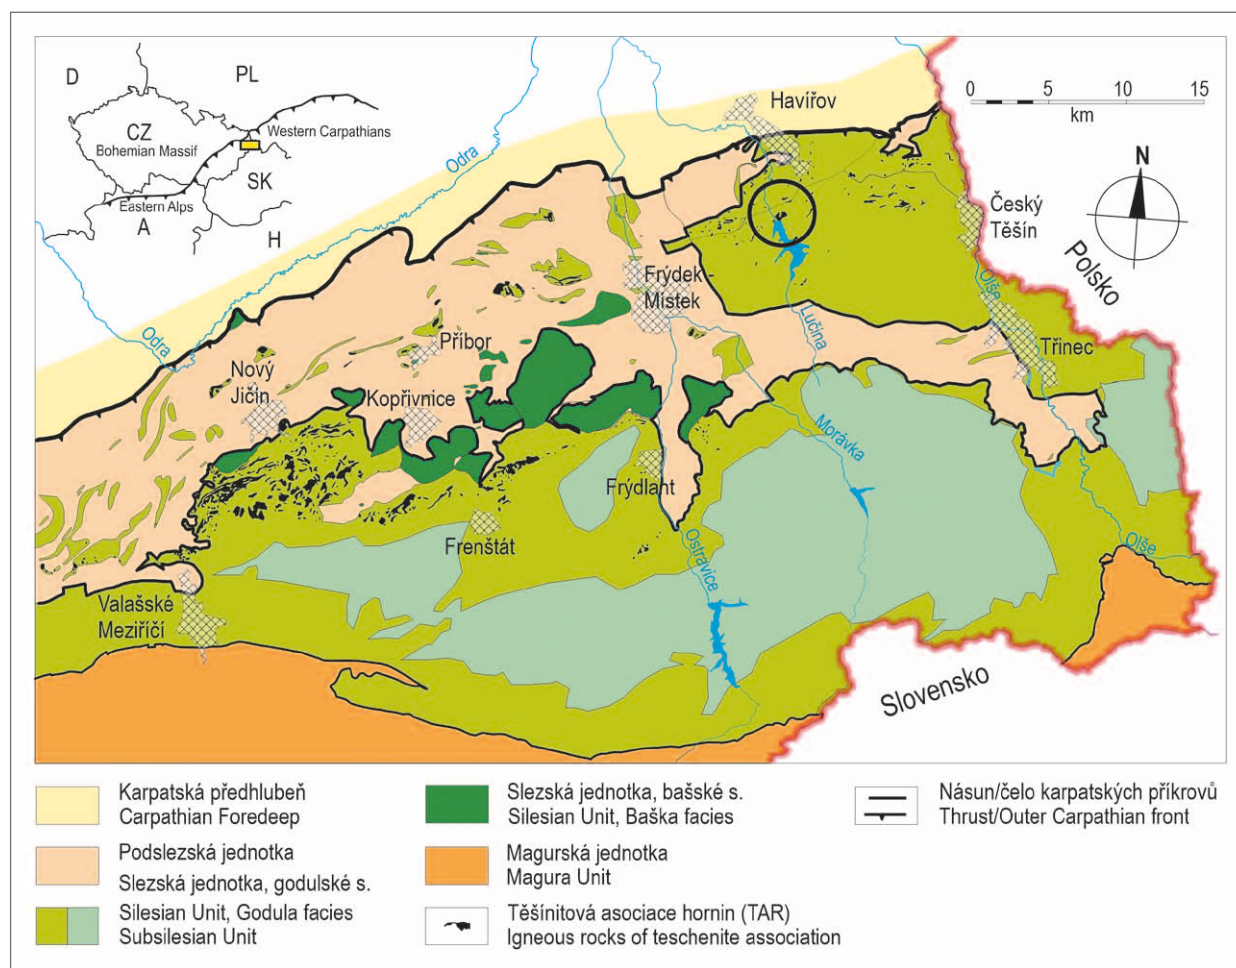 D
PL
CZ
Bohemian Massif
Western Carpathians
SK
Eastern Alps
A
H
Odra
Havířov
0 5 10 15
km
N
Český
Těšín
Polsko
Olše
Frýdek -
Místek
Lučina
Odra
Příbor
Nový
Jičín
Kopřivnice
Třinec
Morávka
Frýdlant
Frenštát
Ostravice
Olše
Valašské
Meziříčí
Slovensko
Karpatská předhlubeň
Carpathian Foredeep
Podslezská jednotka
Slezská jednotka, godulské s.
Silesian Unit, Godula facies
Subsilesian Unit
Slezská jednotka, bašské s.
Silesian Unit, Baška facies
Magurská jednotka
Magura Unit
Těšínitová asociace hornin (TAR)
Igneous rocks of teschenite association
Násun/čelo karpatských příkrovů
Thrust/Outer Carpathian front